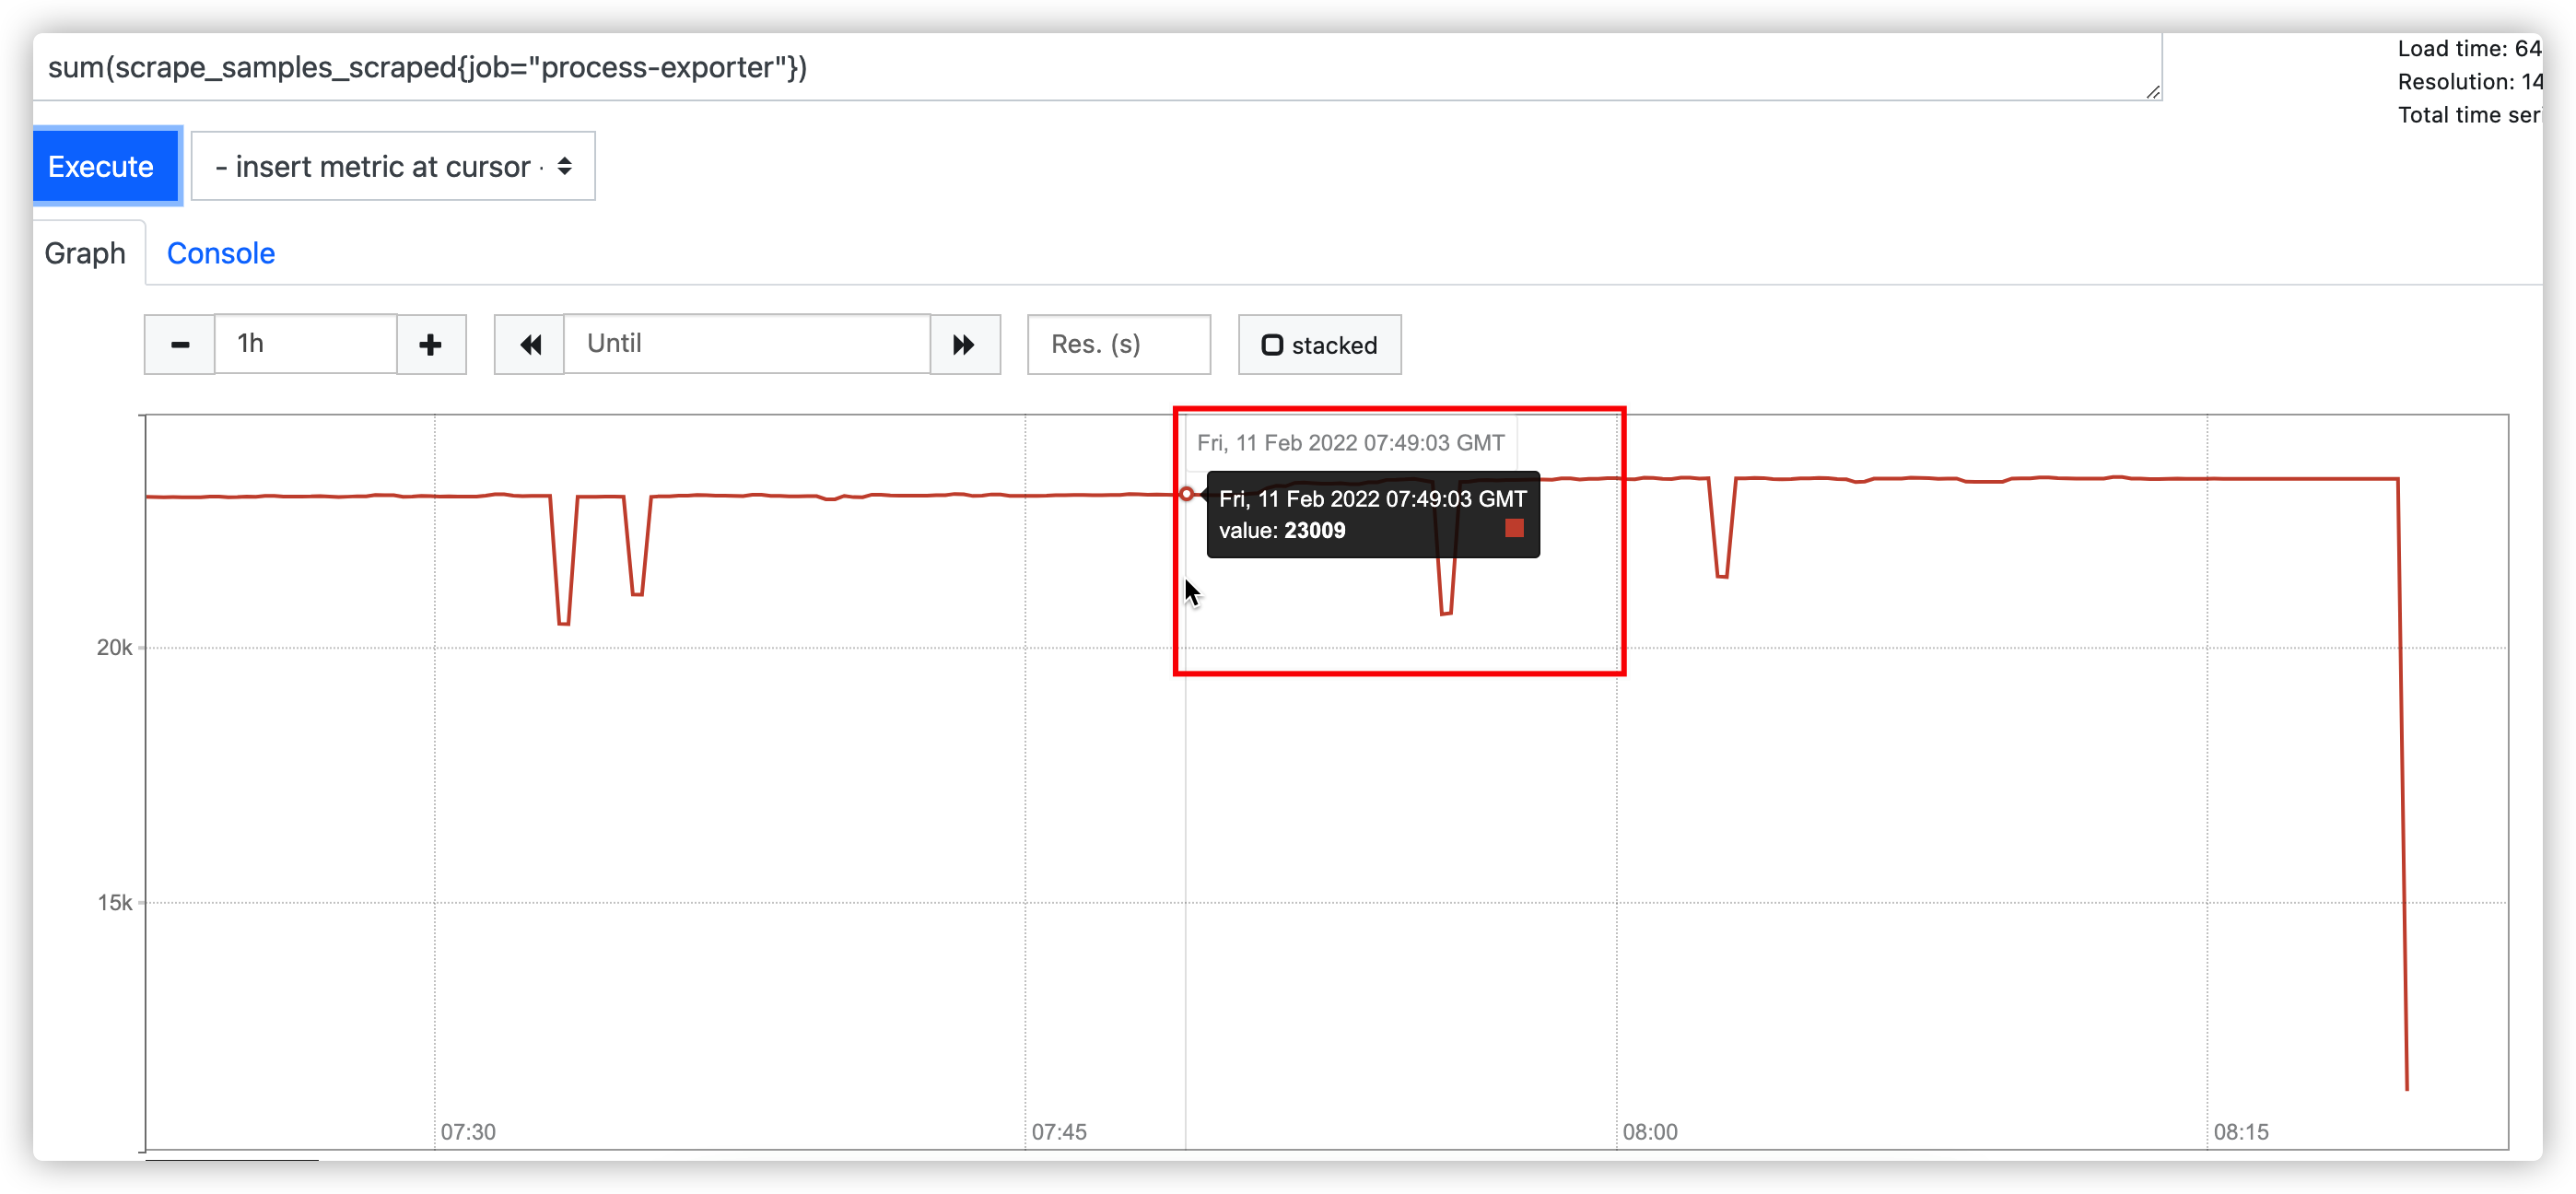 sum(scrape_samples_scraped{job="process-exporter"})
Load time: 64
Resolution: 14
Total time seri
Execute
- insert metric at cursor -
Graph
Console
1h
Until
Res. (s)
stacked
Fri, 11 Feb 2022 07:49:03 GMT
Fri, 11 Feb 2022 07:49:03 GMT
value: 23009
20k
15k
07:30
07:45
08:00
08:15